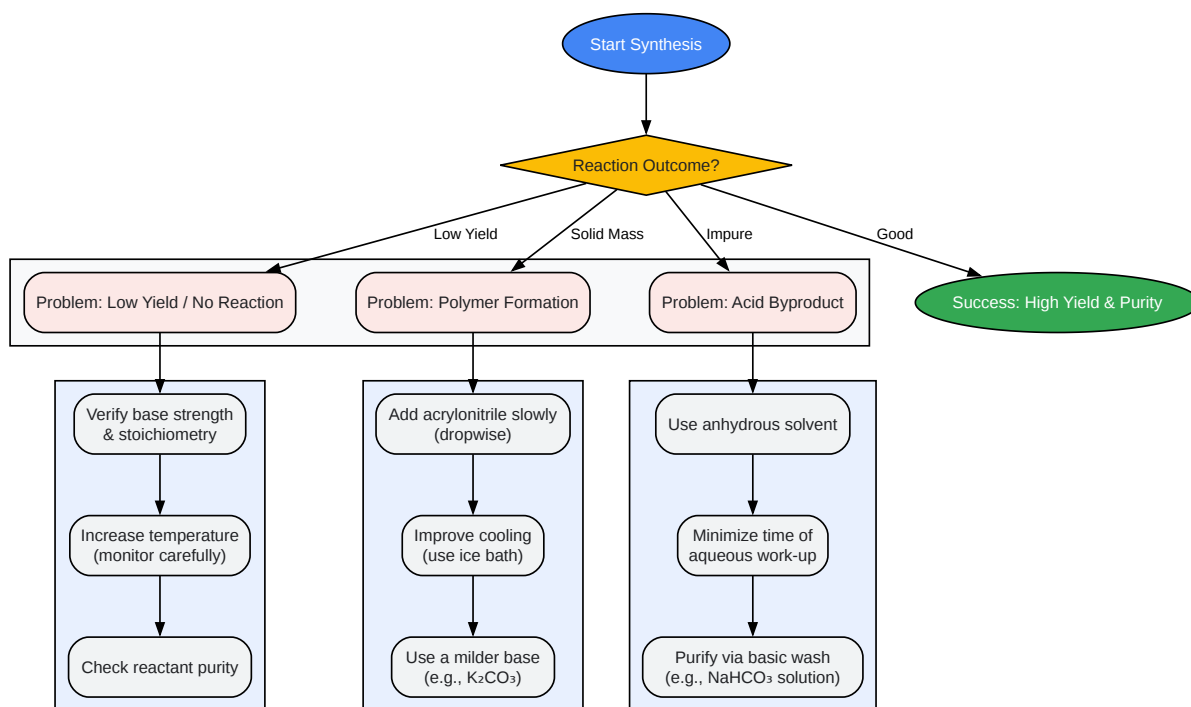 Start Synthesis
Reaction Outcome?
Low Yield
Solid Mass
Impure
Good
Problem: Low Yield / No Reaction
Problem: Polymer Formation
Problem: Acid Byproduct
Success: High Yield & Purity
Verify base strength
& stoichiometry
Add acrylonitrile slowly
(dropwise)
Use anhydrous solvent
Increase temperature
(monitor carefully)
Improve cooling
(use ice bath)
Minimize time of
aqueous work-up
Check reactant purity
Use a milder base
(e.g., K₂CO₃)
Purify via basic wash
(e.g., NaHCO₃ solution)